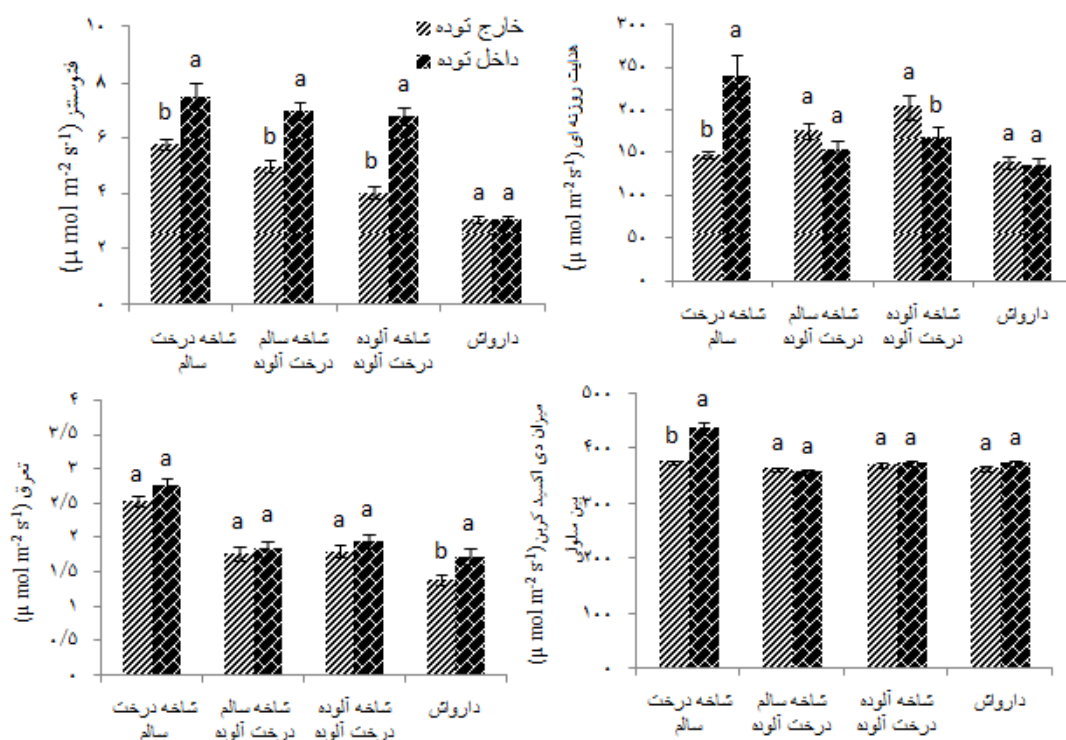 خارج توده
داخل توده
فتوسنتز (µ mol m-2 s-1)
۱۰
۸
۶
۴
۲
۰
b a b a b a a a
شاخه درخت سالم
شاخه سالم درخت آلوده
شاخه آلوده درخت آلوده
دارواش
هدایت روزنه ای (µ mol m-2 s-1)
۳۰۰
۲۵۰
۲۰۰
۱۵۰
۱۰۰
۵۰
۰
b a a a a b a a
شاخه درخت سالم
شاخه سالم درخت آلوده
شاخه آلوده درخت آلوده
دارواش
تعرق (µ mol m-2 s-1)
۴
۳/۵
۳
۲/۵
۲
۱/۵
۱
۰/۵
۰
a a a a a a b a
شاخه درخت سالم
شاخه سالم درخت آلوده
شاخه آلوده درخت آلوده
دارواش
میزان دی اکسید کربن بین سلولی (µ mol m-2 s-1)
۵۰۰
۴۰۰
۳۰۰
۲۰۰
۱۰۰
۰
b a a a a a a a
شاخه درخت سالم
شاخه سالم درخت آلوده
شاخه آلوده درخت آلوده
دارواش